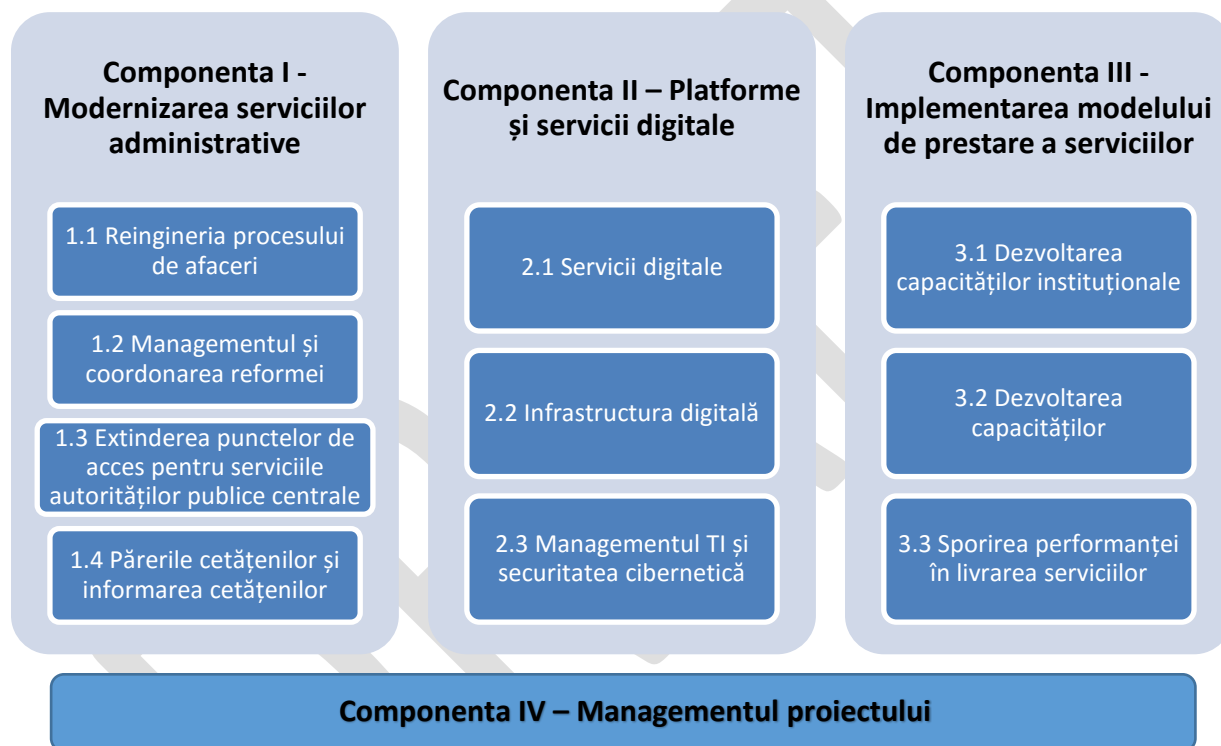 Componenta I -
Modernizarea serviciilor
administrative
1.1 Reingineria procesului
de afaceri
1.2 Managementul și
coordonarea reformei
1.3 Extinderea punctelor de
acces pentru serviciile
autorităților publice centrale
1.4 Părerile cetățenilor și
informarea cetățenilor
Componenta II – Platforme
și servicii digitale
2.1 Servicii digitale
2.2 Infrastructura digitală
2.3 Managementul TI și
securitatea cibernetică
Componenta III -
Implementarea modelului
de prestare a serviciilor
3.1 Dezvoltarea
capacităților instituționale
3.2 Dezvoltarea
capacităților
3.3 Sporirea performanței
în livrarea serviciilor
Componenta IV – Managementul proiectului